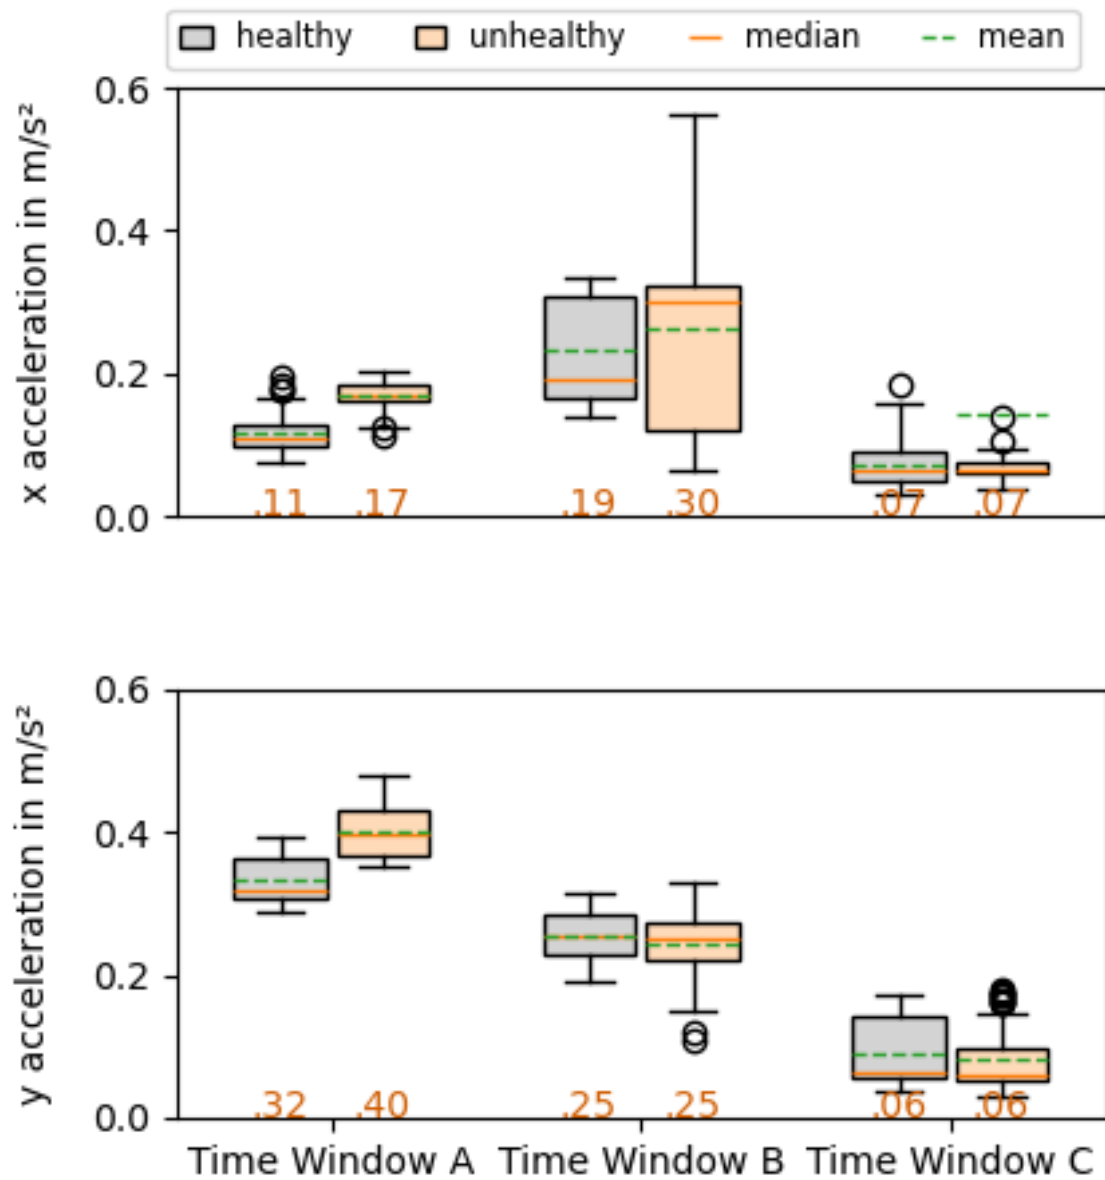 healthy unhealthy median mean
x acceleration in m/s²
0.6
0.4
0.2
0.0
.11 .17 .19 .30 .07 .07
y acceleration in m/s²
0.6
0.4
0.2
0.0
.32 .40 .25 .25 .06 .06
Time Window A Time Window B Time Window C